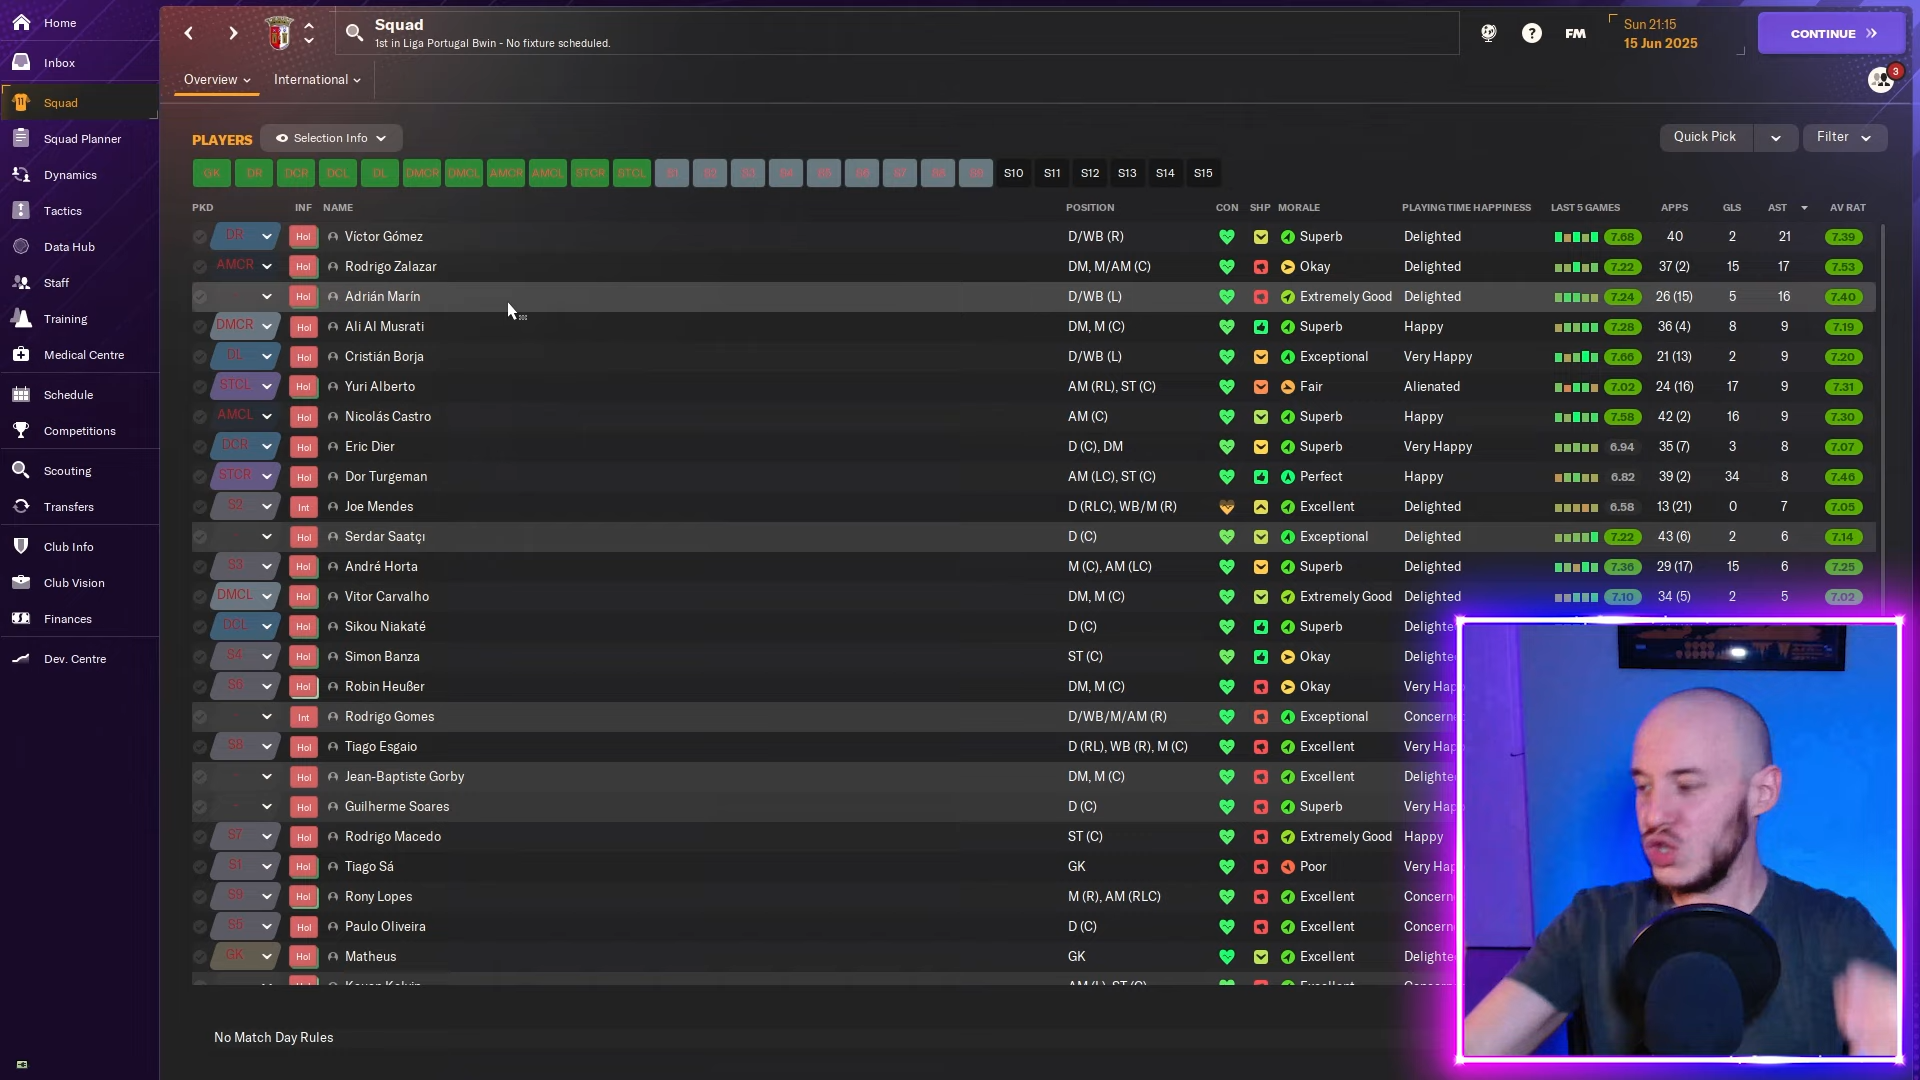 Home
Inbox
Squad
Squad Planner
Dynamics
Tactics
Data Hub
Staff
Training
Medical Centre
Schedule
Competitions
Scouting
Transfers
Club Info
Club Vision
Finances
Dev. Centre
Squad
1st in Liga Portugal Bwin - No fixture scheduled.
? FM
Sun 21:15
15 Jun 2025
CONTINUE
Overview International
3
PLAYERS Selection Info Quick Pick Filter
GK DR DCR DCL DL DMCR DMCL AMCR AMCL STCR STCL S1 S2 S3 S4 S5 S6 S7 S8 S9 S10 S11 S12 S13 S14 S15
PKD INF NAME POSITION CON SHP MORALE PLAYING TIME HAPPINESS LAST 5 GAMES APPS GLS AST AV RAT
DR Hol Víctor Gómez D/WB (R) Superb Delighted 7.68 40 2 21 7.39
AMCR Hol Rodrigo Zalazar DM, M/AM (C) Okay Delighted 7.22 37 (2) 15 17 7.53
- Hol Adrián Marín D/WB (L) Extremely Good Delighted 7.24 26 (15) 5 16 7.40
DMCR Hol Ali Al Musrati DM, M (C) Superb Happy 7.28 36 (4) 8 9 7.19
DL Hol Cristián Borja D/WB (L) Exceptional Very Happy 7.66 21 (13) 2 9 7.20
STCL Hol Yuri Alberto AM (RL), ST (C) Fair Alienated 7.02 24 (16) 17 9 7.31
AMCL Hol Nicolás Castro AM (C) Superb Happy 7.58 42 (2) 16 9 7.30
DCR Hol Eric Dier D (C), DM Superb Very Happy 6.94 35 (7) 3 8 7.07
STCR Hol Dor Turgeman AM (LC), ST (C) Perfect Happy 6.82 39 (2) 34 8 7.46
S2 Int Joe Mendes D (RLC), WB/M (R) Excellent Delighted 6.58 13 (21) 0 7 7.05
- Hol Serdar Saatçı D (C) Exceptional Delighted 7.22 43 (6) 2 6 7.14
S3 Hol André Horta M (C), AM (LC) Superb Delighted 7.36 29 (17) 15 6 7.25
DMCL Hol Vitor Carvalho DM, M (C) Extremely Good Delighted 7.10 34 (5) 2 5 7.02
DCL Hol Sikou Niakaté D (C) Superb Delighte
S4 Hol Simon Banza ST (C) Okay Delighte
S6 Hol Robin Heußer DM, M (C) Okay Very Hap
- Int Rodrigo Gomes D/WB/M/AM (R) Exceptional Concern
S8 Hol Tiago Esgaio D (RL), WB (R), M (C) Excellent Very Hap
- Hol Jean-Baptiste Gorby DM, M (C) Excellent Delighte
- Hol Guilherme Soares D (C) Superb Very Hap
S7 Hol Rodrigo Macedo ST (C) Extremely Good Happy
S1 Hol Tiago Sá GK Poor Very Hap
S9 Hol Rony Lopes M (R), AM (RLC) Excellent Concern
S5 Hol Paulo Oliveira D (C) Excellent Concern
GK Hol Matheus GK Excellent Delighte
No Match Day Rules